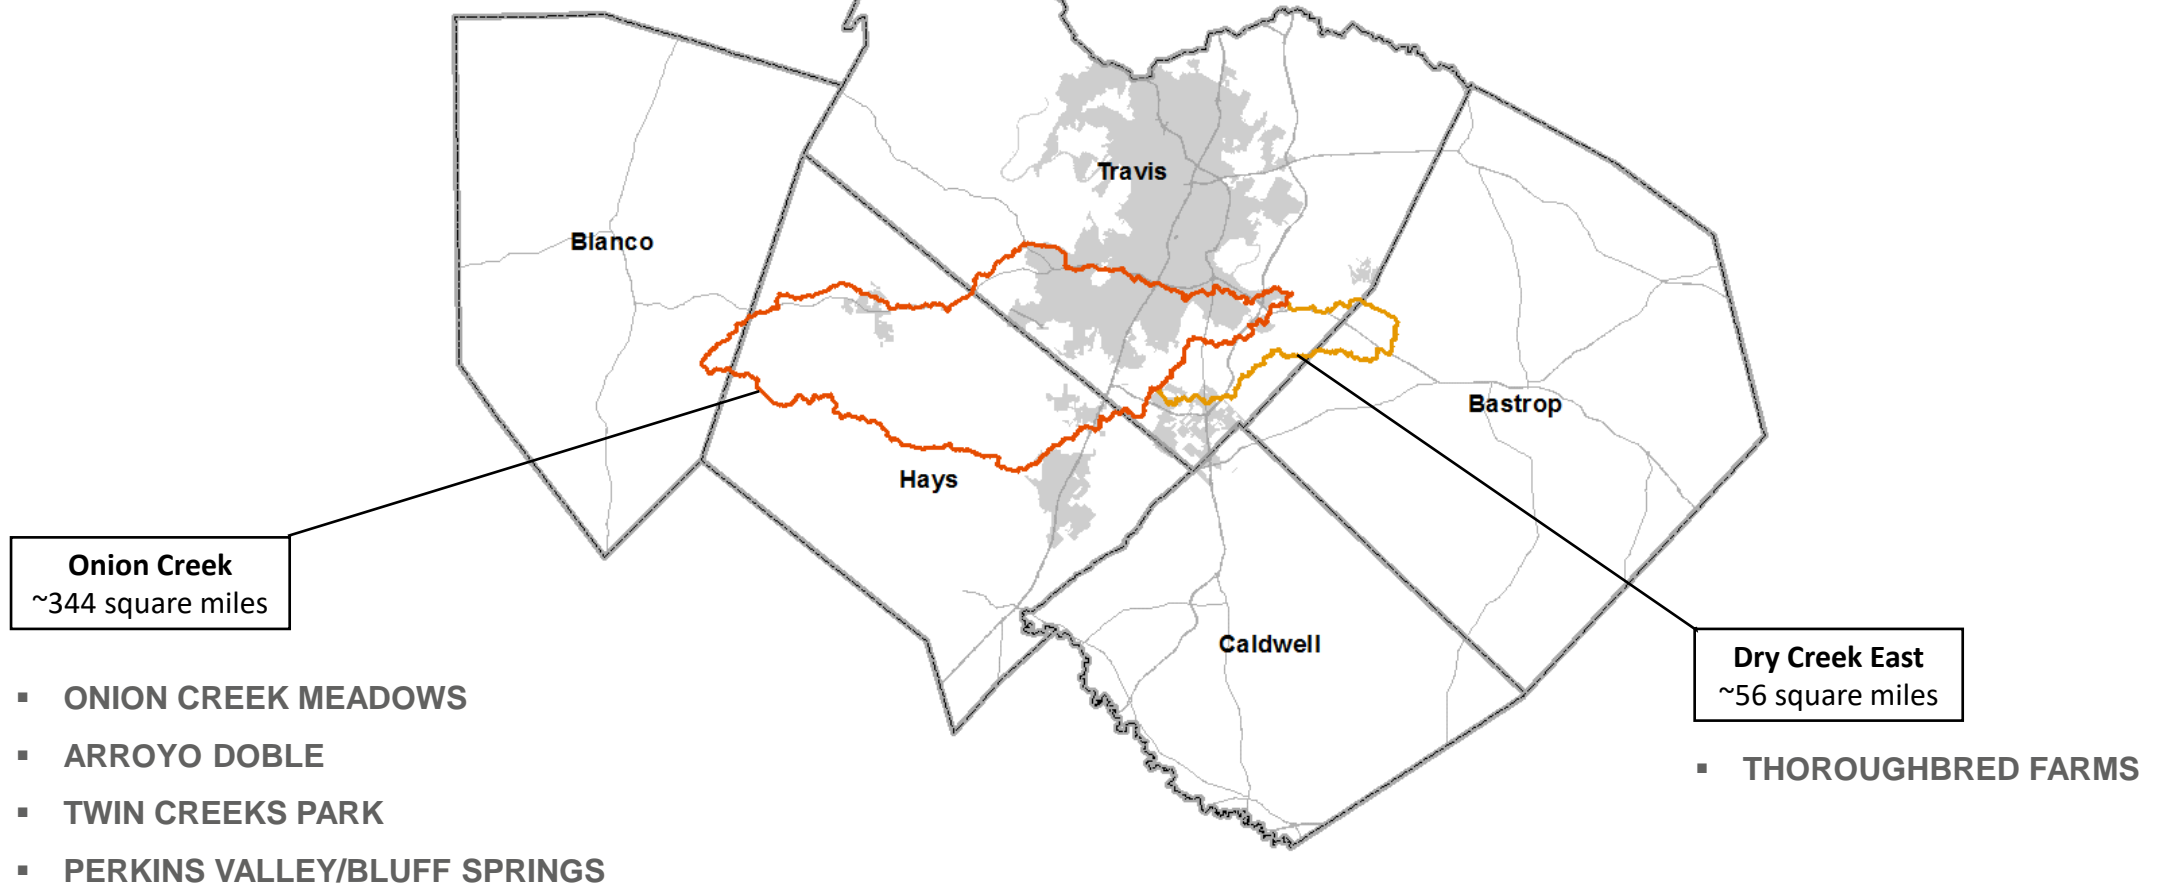 Travis
Blanco
Bastrop
Hays
Caldwell
Onion Creek
~344 square miles
▪ ONION CREEK MEADOWS
▪ ARROYO DOBLE
▪ TWIN CREEKS PARK
▪ PERKINS VALLEY/BLUFF SPRINGS
Dry Creek East
~56 square miles
▪ THOROUGHBRED FARMS